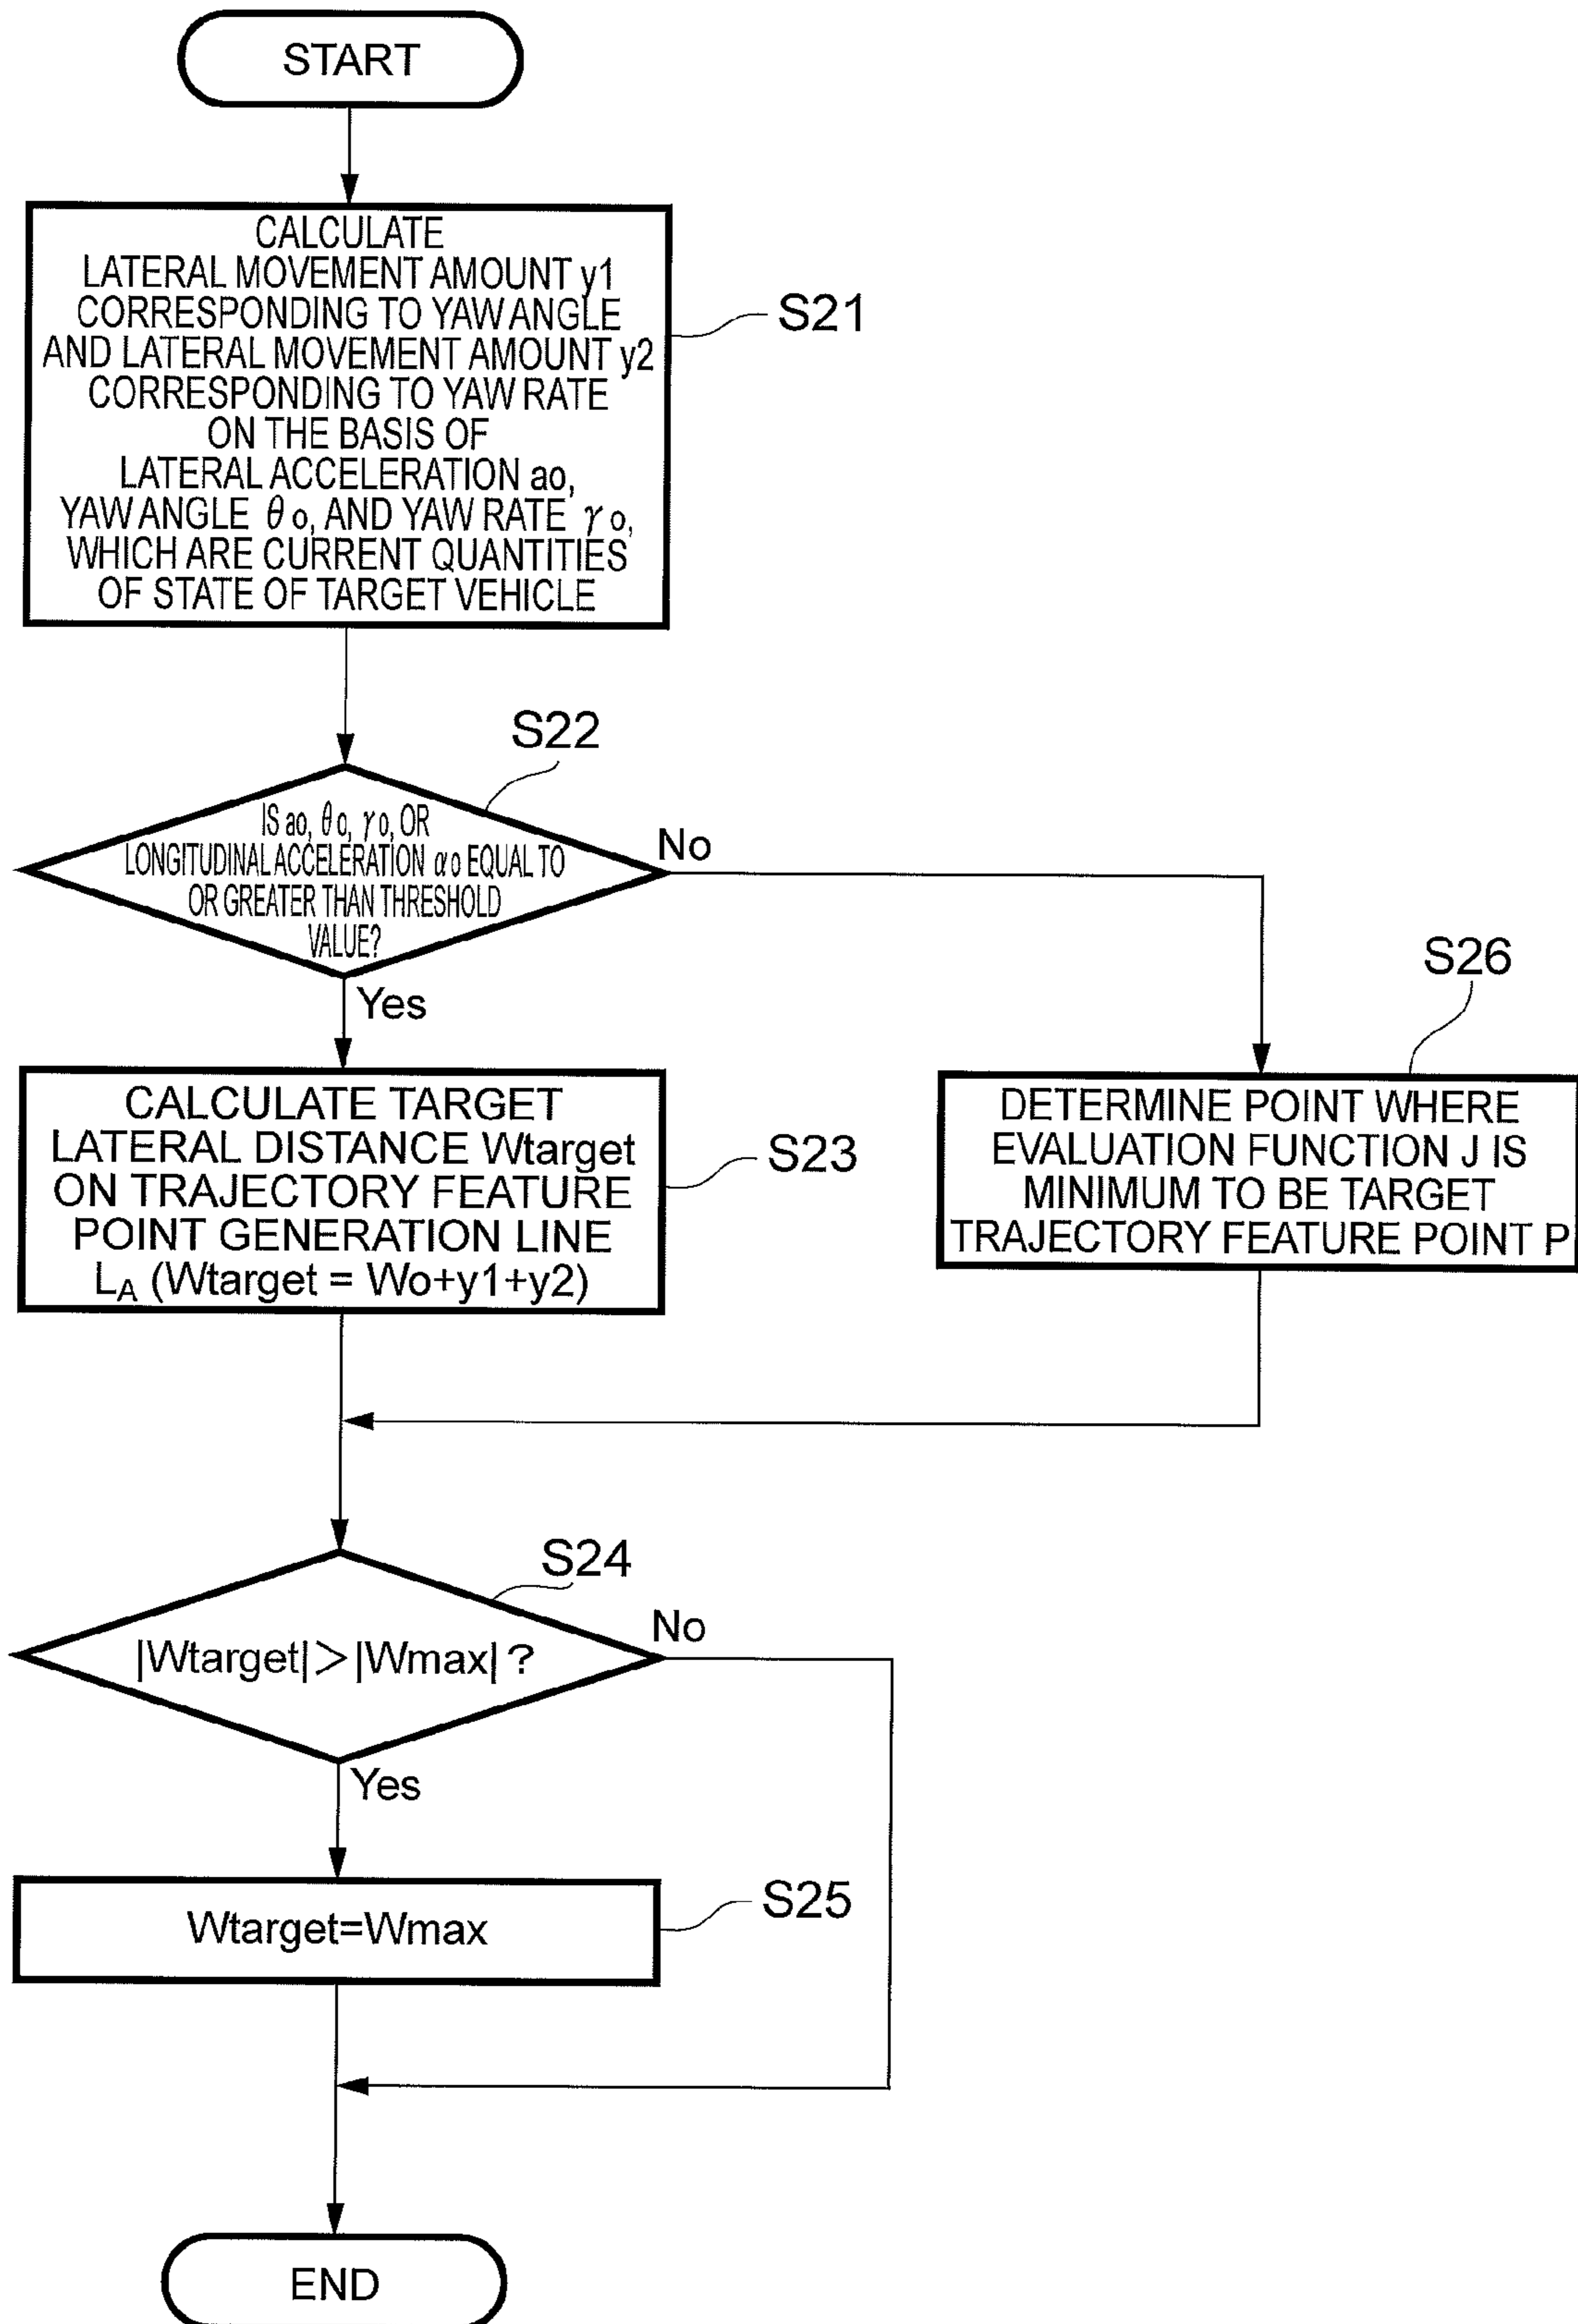 START
CALCULATE
LATERAL MOVEMENT AMOUNT y1
CORRESPONDING TO YAW ANGLE
AND LATERAL MOVEMENT AMOUNT y2
CORRESPONDING TO YAW RATE
ON THE BASIS OF
LATERAL ACCELERATION ao,
YAW ANGLE θo, AND YAW RATE γo,
WHICH ARE CURRENT QUANTITIES
OF STATE OF TARGET VEHICLE
S21
S22
IS ao, θo, γo, OR
LONGITUDINAL ACCELERATION αo EQUAL TO
OR GREATER THAN THRESHOLD
VALUE?
No
Yes
CALCULATE TARGET
LATERAL DISTANCE Wtarget
ON TRAJECTORY FEATURE
POINT GENERATION LINE
LA (Wtarget = Wo+y1+y2)
S23
S26
DETERMINE POINT WHERE
EVALUATION FUNCTION J IS
MINIMUM TO BE TARGET
TRAJECTORY FEATURE POINT P
S24
|Wtarget|>|Wmax| ?
No
Yes
Wtarget=Wmax
S25
END